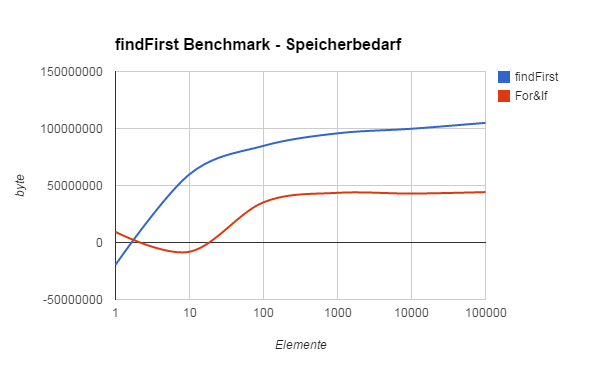 findFirst Benchmark - Speicherbedarf
150000000
100000000
50000000
0
-50000000
byte
1 10 100 1000 10000 100000
Elemente
findFirst
For&If